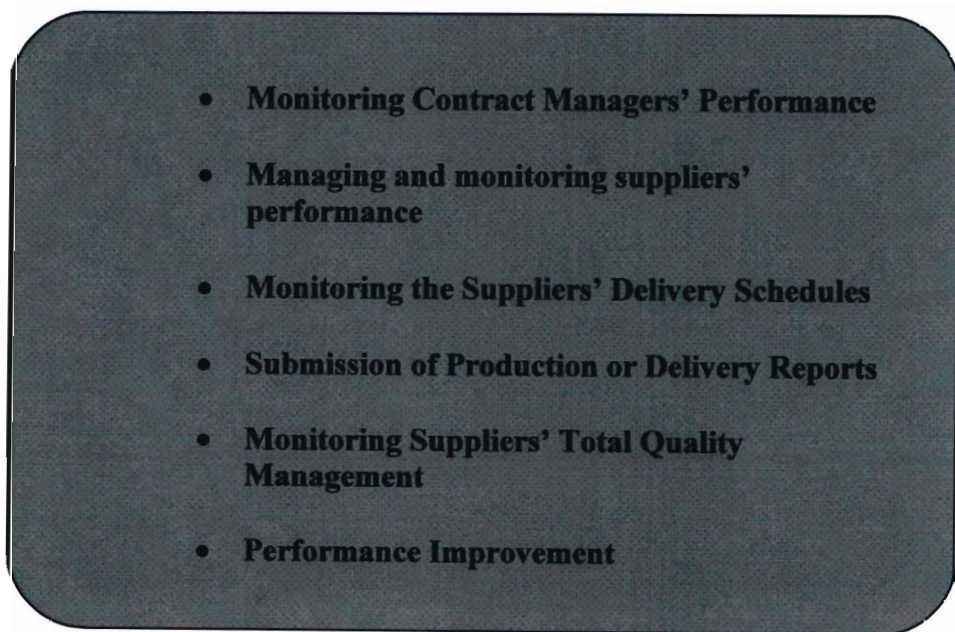 • Monitoring Contract Managers’ Performance
• Managing and monitoring suppliers’
performance
• Monitoring the Suppliers’ Delivery Schedules
• Submission of Production or Delivery Reports
• Monitoring Suppliers’ Total Quality
Management
• Performance Improvement